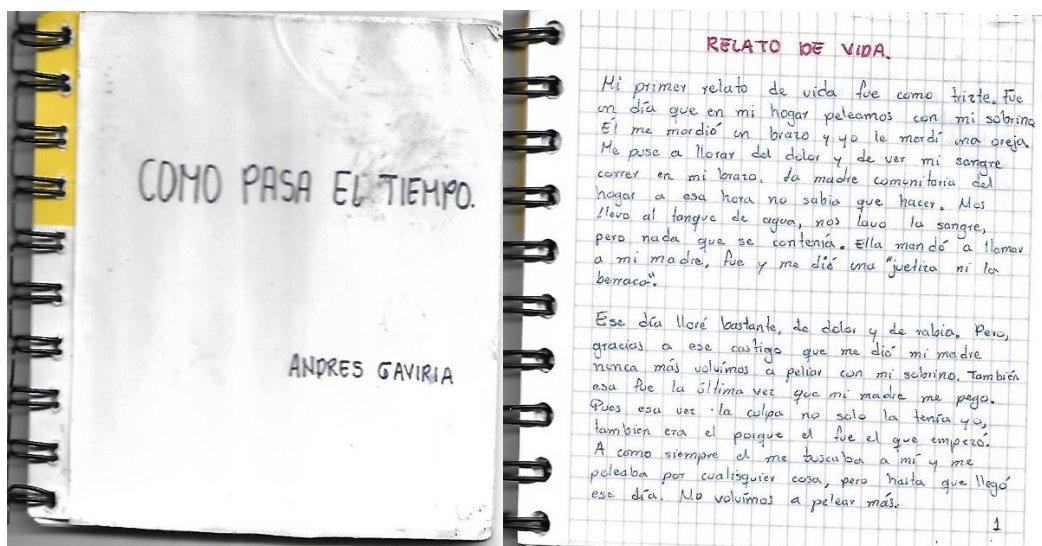 COMO PASA EL TIEMPO.
ANDRES GAVIRIA
RELATO DE VIDA.
Mi primer relato de vida fue como trizte. Fue
un día que en mi hogar peleamos con mi sobrino
Él me mordió un brazo y yo le mordí una oreja
Me puse a llorar del dolor y de ver mi sangre
correr en mi brazo. La madre comunitaria del
hogar a esa hora no sabia que hacer. Nos
llevo al tanque de agua, nos lavo la sangre,
pero nada que se contenía. Ella mandó a llamar
a mi madre, fue y me dió una "juetiza ni la
berraca".
Ese día lloré bastante, de dolor y de rabia. Pero,
gracias a ese castigo que me dió mi madre
nunca más volvimos a peliar con mi sobrino. También
esa fue la última vez que mi madre me pego.
Pues esa vez la culpa no solo la tenía yo,
tambien era el porque el fue el que empezó.
A como siempre el me buscaba a mí y me
peleaba por cualisquier cosa, pero hasta que llegó
ese día. No volvimos a pelear más.
1